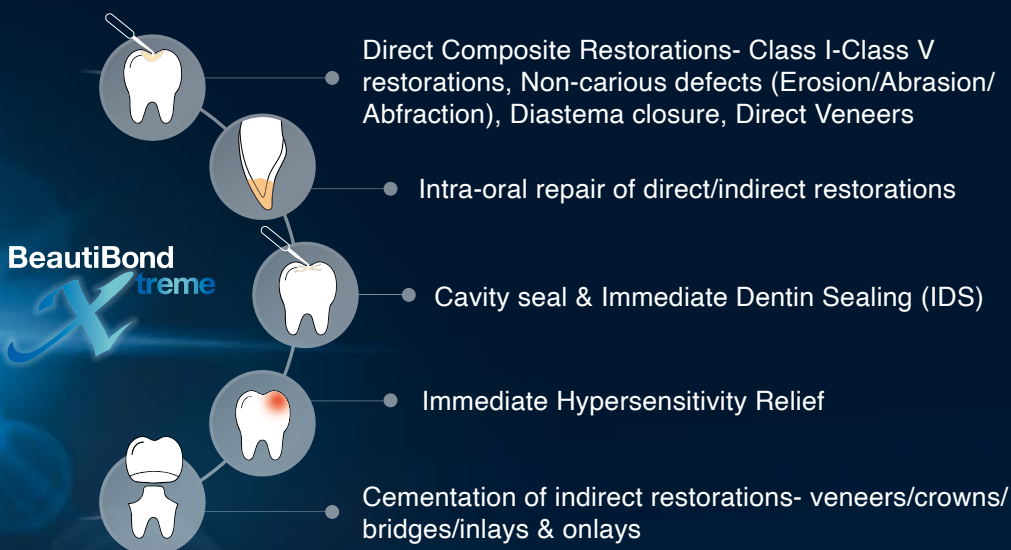 Direct Composite Restorations- Class I-Class V
restorations, Non-carious defects (Erosion/Abrasion/
Abfraction), Diastema closure, Direct Veneers
Intra-oral repair of direct/indirect restorations
BeautiBond
Xtreme
Cavity seal & Immediate Dentin Sealing (IDS)
Immediate Hypersensitivity Relief
Cementation of indirect restorations- veneers/crowns/
bridges/inlays & onlays